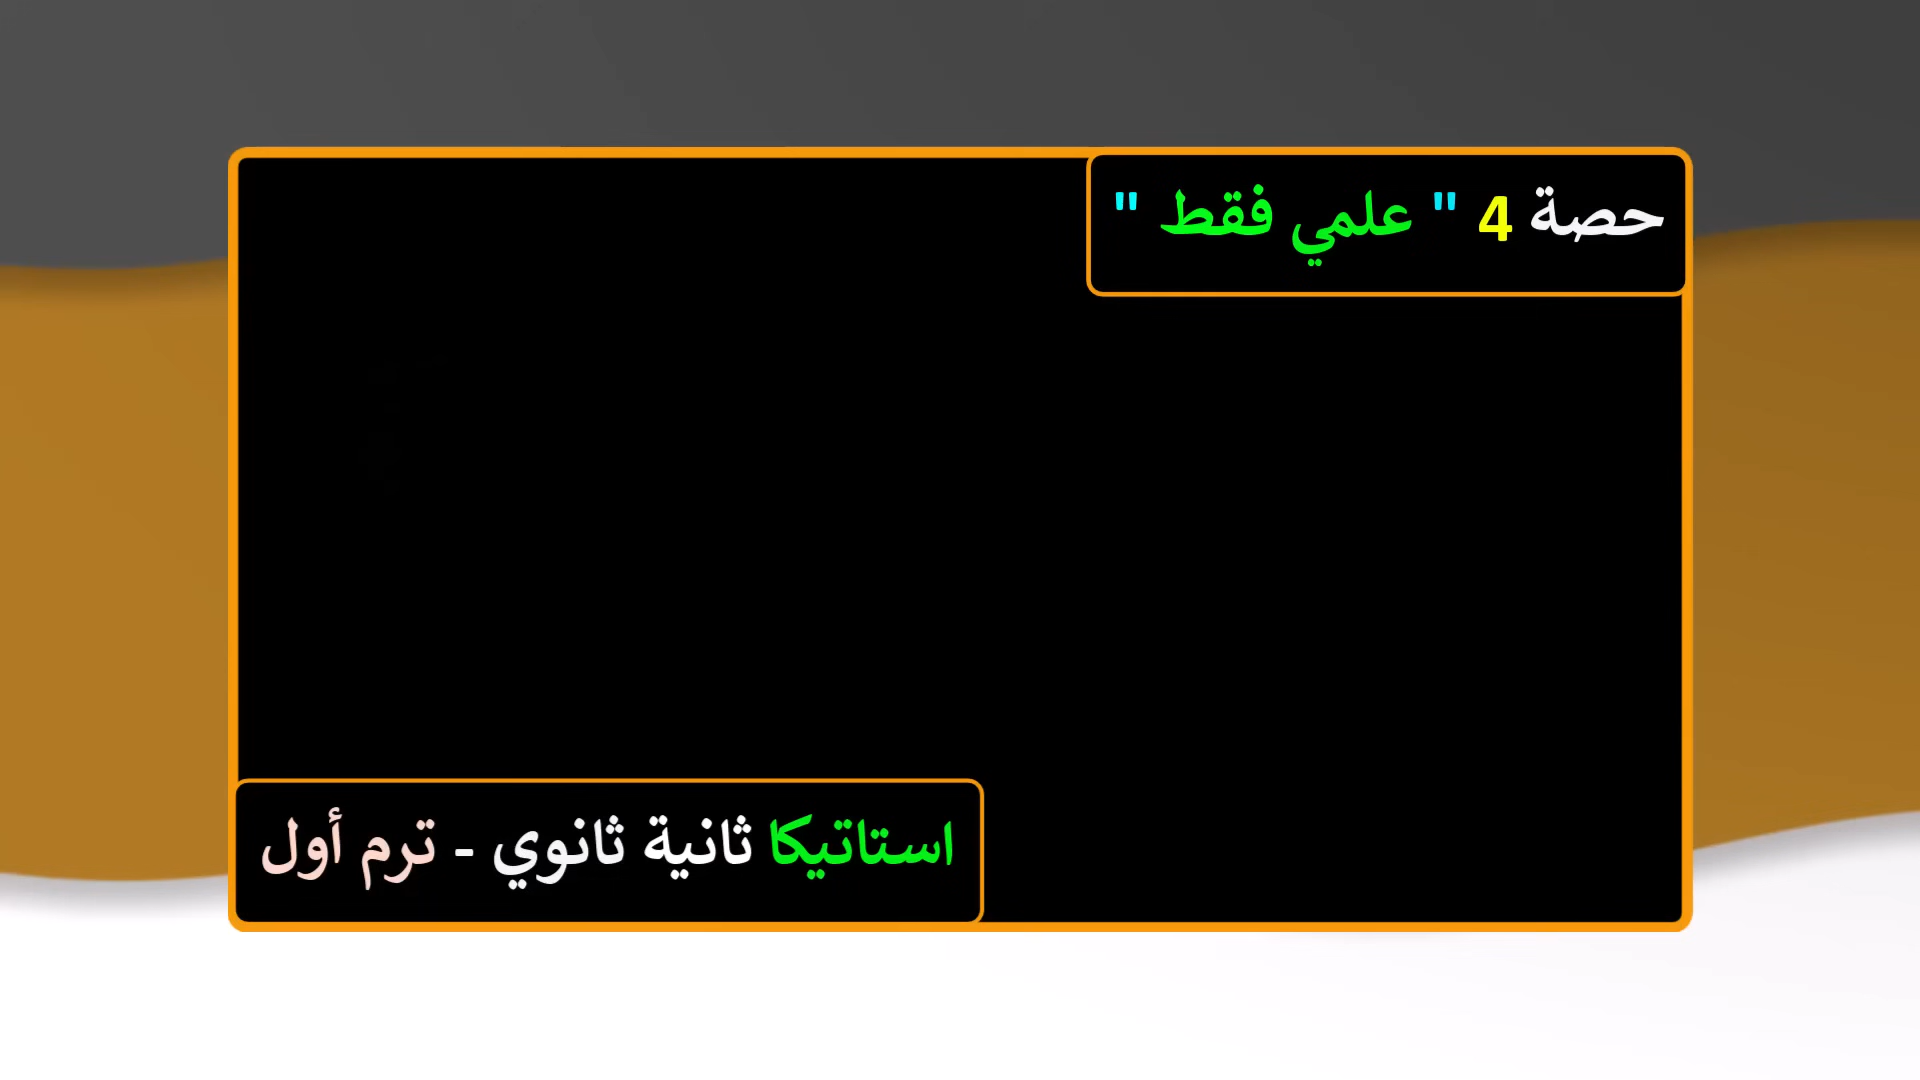 حصة 4 " علمي فقط "
استاتيكا ثانية ثانوي - ترم أول